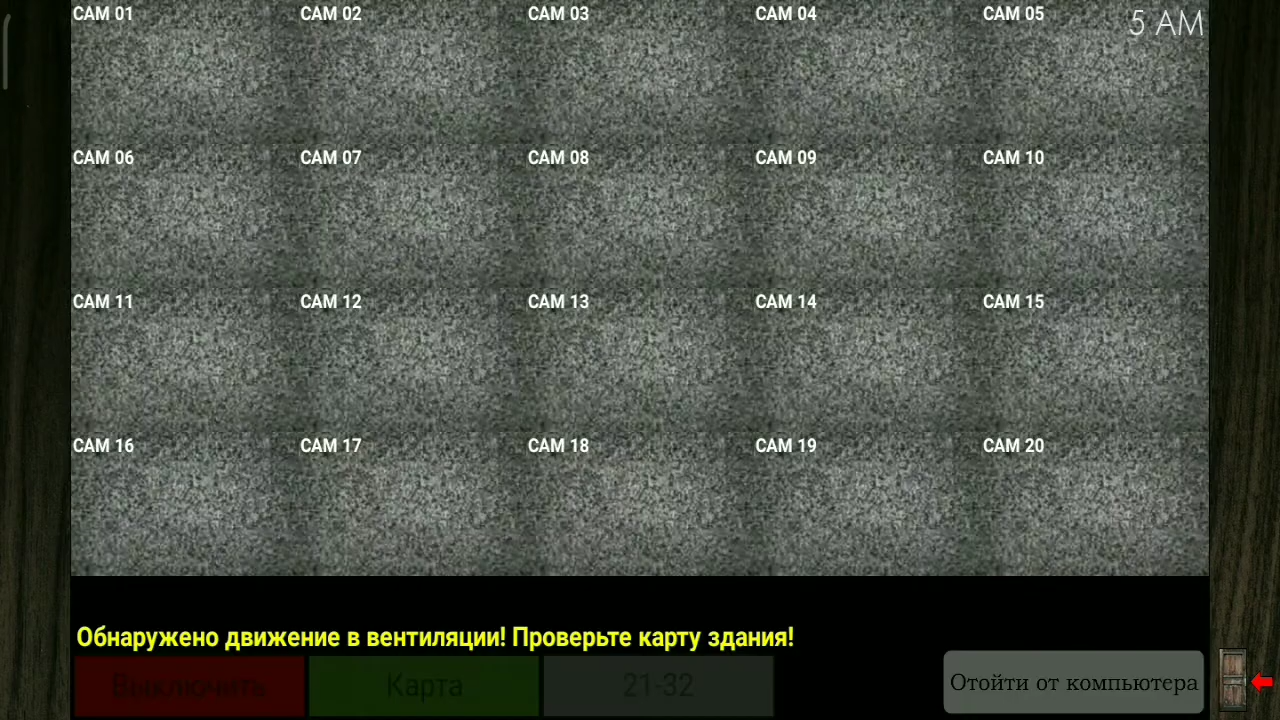 CAM 01 CAM 02 CAM 03 CAM 04 CAM 05 5 AM
CAM 06 CAM 07 CAM 08 CAM 09 CAM 10
CAM 11 CAM 12 CAM 13 CAM 14 CAM 15
CAM 16 CAM 17 CAM 18 CAM 19 CAM 20
Обнаружено движение в вентиляции! Проверьте карту здания!
Выключить Карта 21-32 Отойти от компьютера